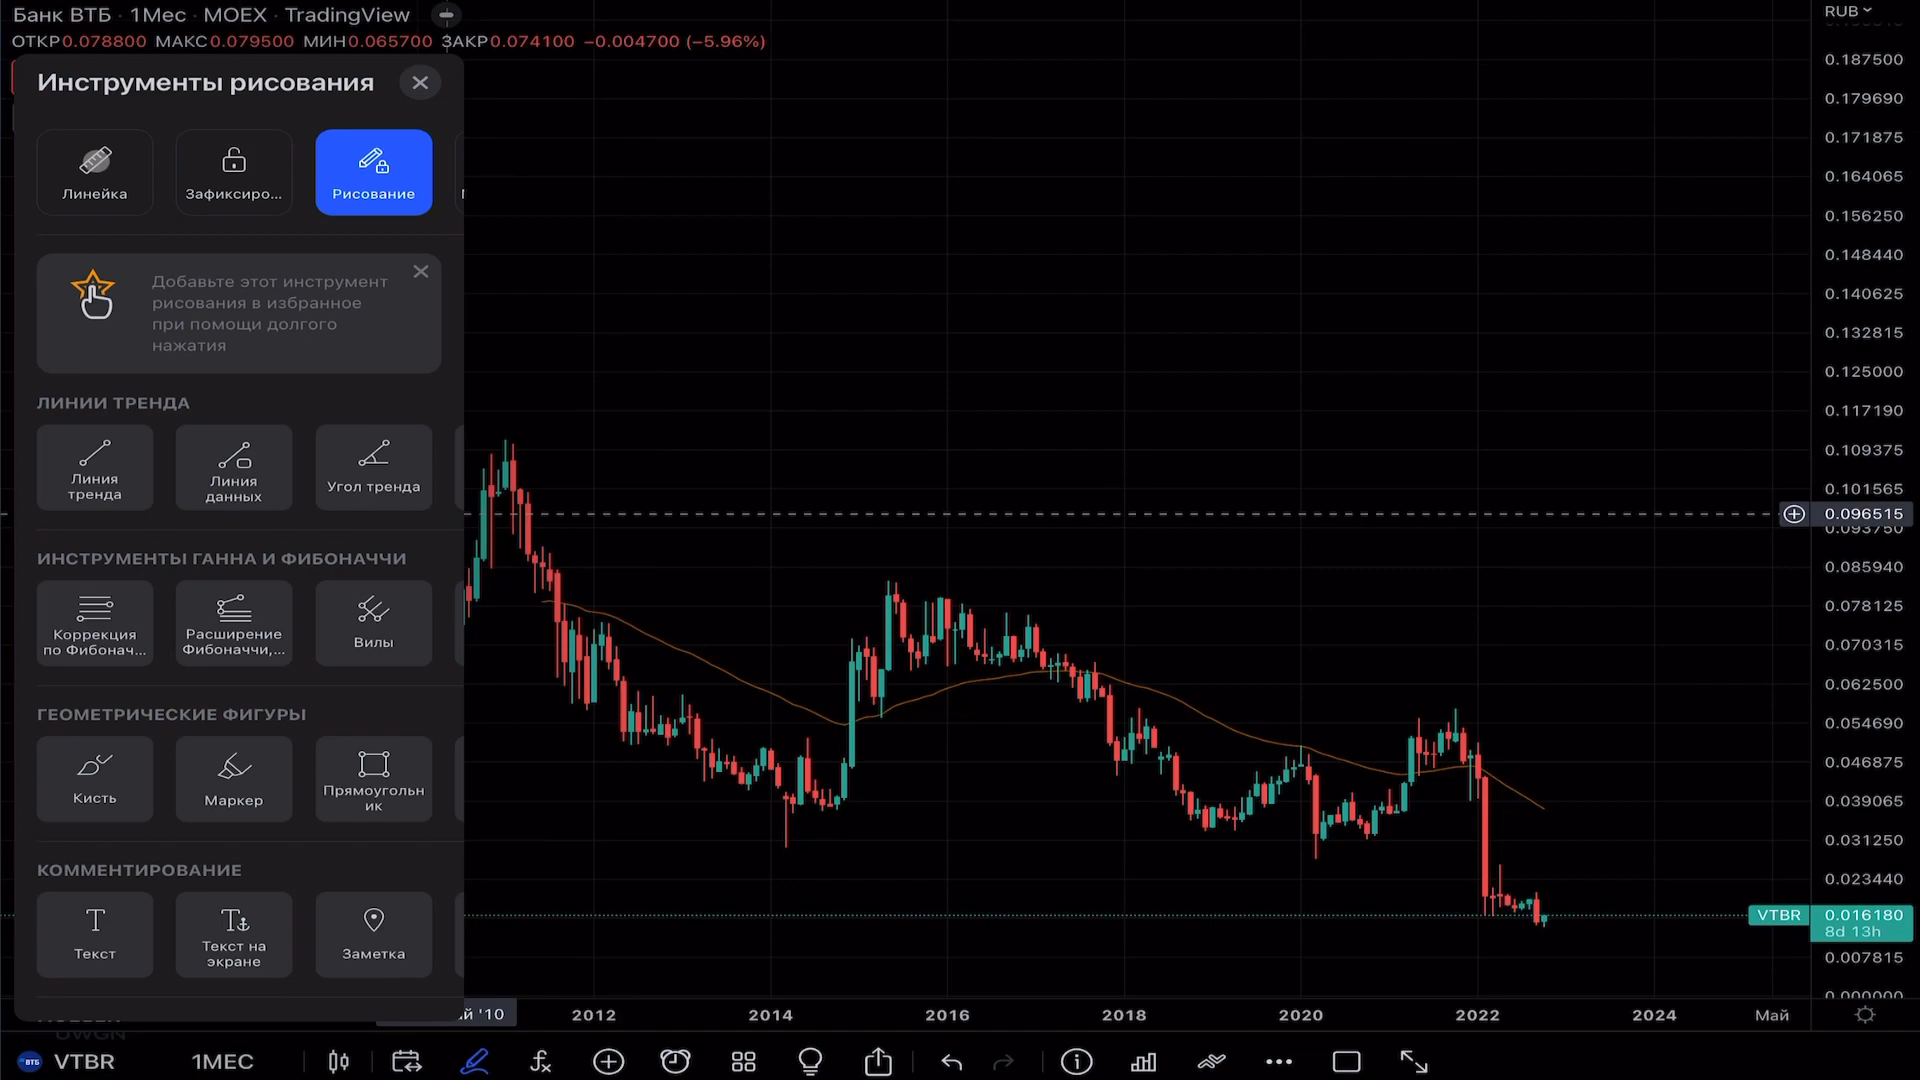 Банк ВТБ · 1Мес · MOEX · TradingView
ОТКР0.078800 МАКС0.079500 МИН0.065700 ЗАКР0.074100 −0.004700 (−5.96%)
Инструменты рисования
Линейка
Зафиксиро...
Рисование
Добавьте этот инструмент
рисования в избранное
при помощи долгого
нажатия
ЛИНИИ ТРЕНДА
Линия
тренда
Линия
данных
Угол тренда
ИНСТРУМЕНТЫ ГАННА И ФИБОНАЧЧИ
Коррекция
по Фибонач...
Расширение
Фибоначчи,...
Вилы
ГЕОМЕТРИЧЕСКИЕ ФИГУРЫ
Кисть
Маркер
Прямоугольн
ик
КОММЕНТИРОВАНИЕ
Текст
Текст на
экране
Заметка
RUB
0.187500
0.179690
0.171875
0.164065
0.156250
0.148440
0.140625
0.132815
0.125000
0.117190
0.109375
0.101565
0.096515
0.093750
0.085940
0.078125
0.070315
0.062500
0.054690
0.046875
0.039065
0.031250
0.023440
VTBR 0.016180
8d 13h
0.007815
0.000000
'10 2012 2014 2016 2018 2020 2022 2024 Май
ВТБ VTBR 1МЕС